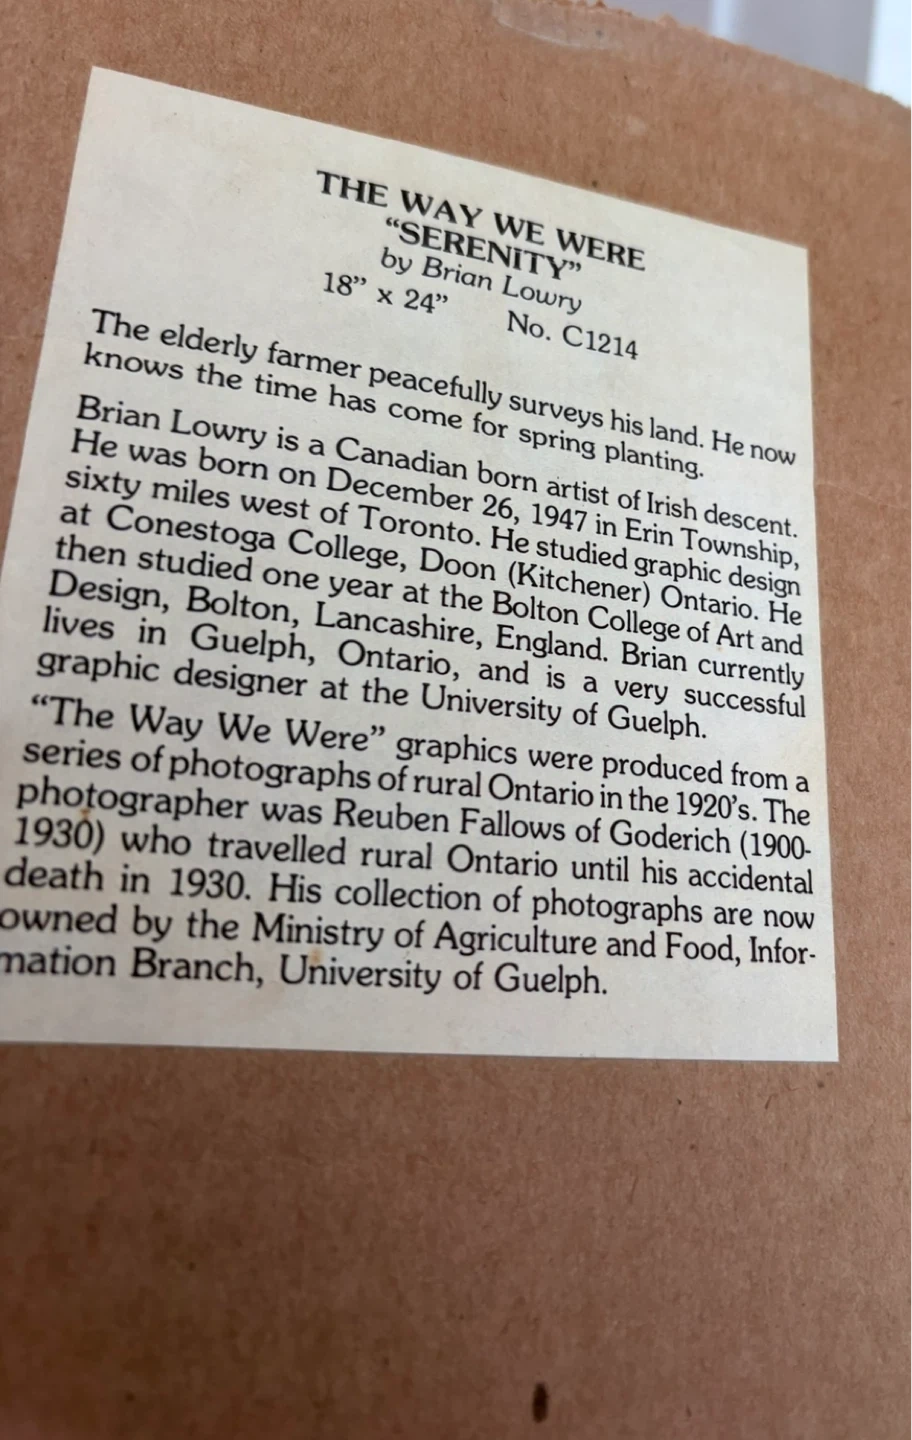 THE WAY WE WERE
“SERENITY”
by Brian Lowry
18” x 24” No. C1214
The elderly farmer peacefully surveys his land. He now
knows the time has come for spring planting.
Brian Lowry is a Canadian born artist of Irish descent.
He was born on December 26, 1947 in Erin Township,
sixty miles west of Toronto. He studied graphic design
at Conestoga College, Doon (Kitchener) Ontario. He
then studied one year at the Bolton College of Art and
Design, Bolton, Lancashire, England. Brian currently
lives in Guelph, Ontario, and is a very successful
graphic designer at the University of Guelph.
“The Way We Were” graphics were produced from a
series of photographs of rural Ontario in the 1920’s. The
photographer was Reuben Fallows of Goderich (1900-
1930) who travelled rural Ontario until his accidental
death in 1930. His collection of photographs are now
owned by the Ministry of Agriculture and Food, Infor-
mation Branch, University of Guelph.